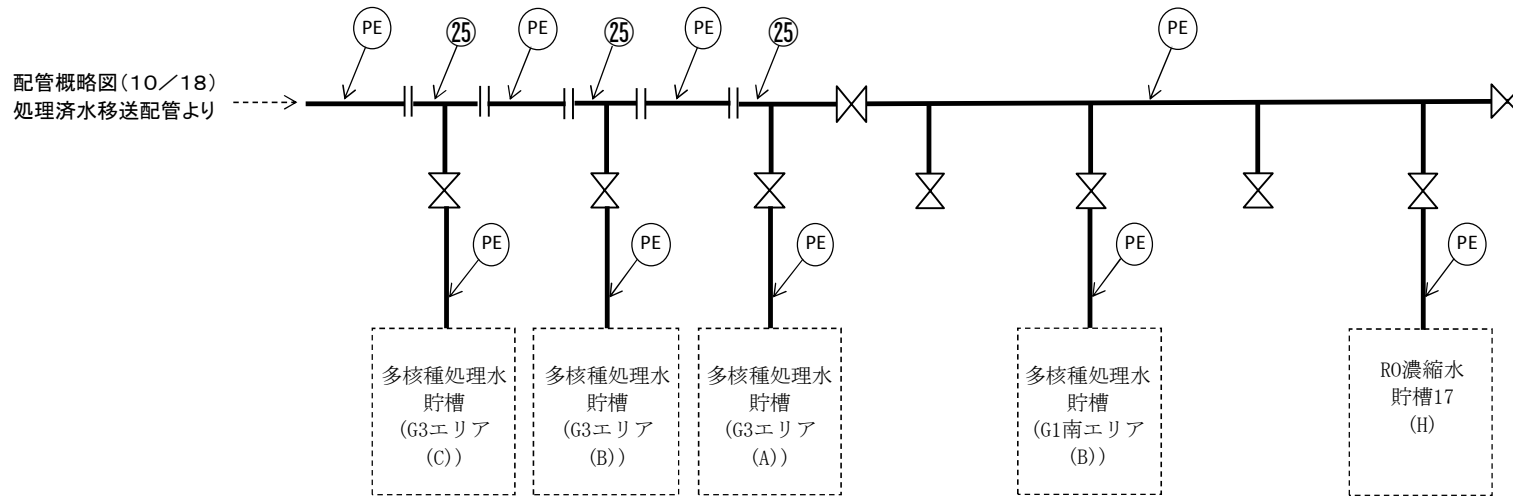 PE
㉕
PE
㉕
PE
㉕
PE
配管概略図(10/18)
処理済水移送配管より
PE
PE
PE
PE
PE
多核種処理水
貯槽
(G3エリア
(C))
多核種処理水
貯槽
(G3エリア
(B))
多核種処理水
貯槽
(G3エリア
(A))
多核種処理水
貯槽
(G1南エリア
(B))
RO濃縮水
貯槽17
(H)